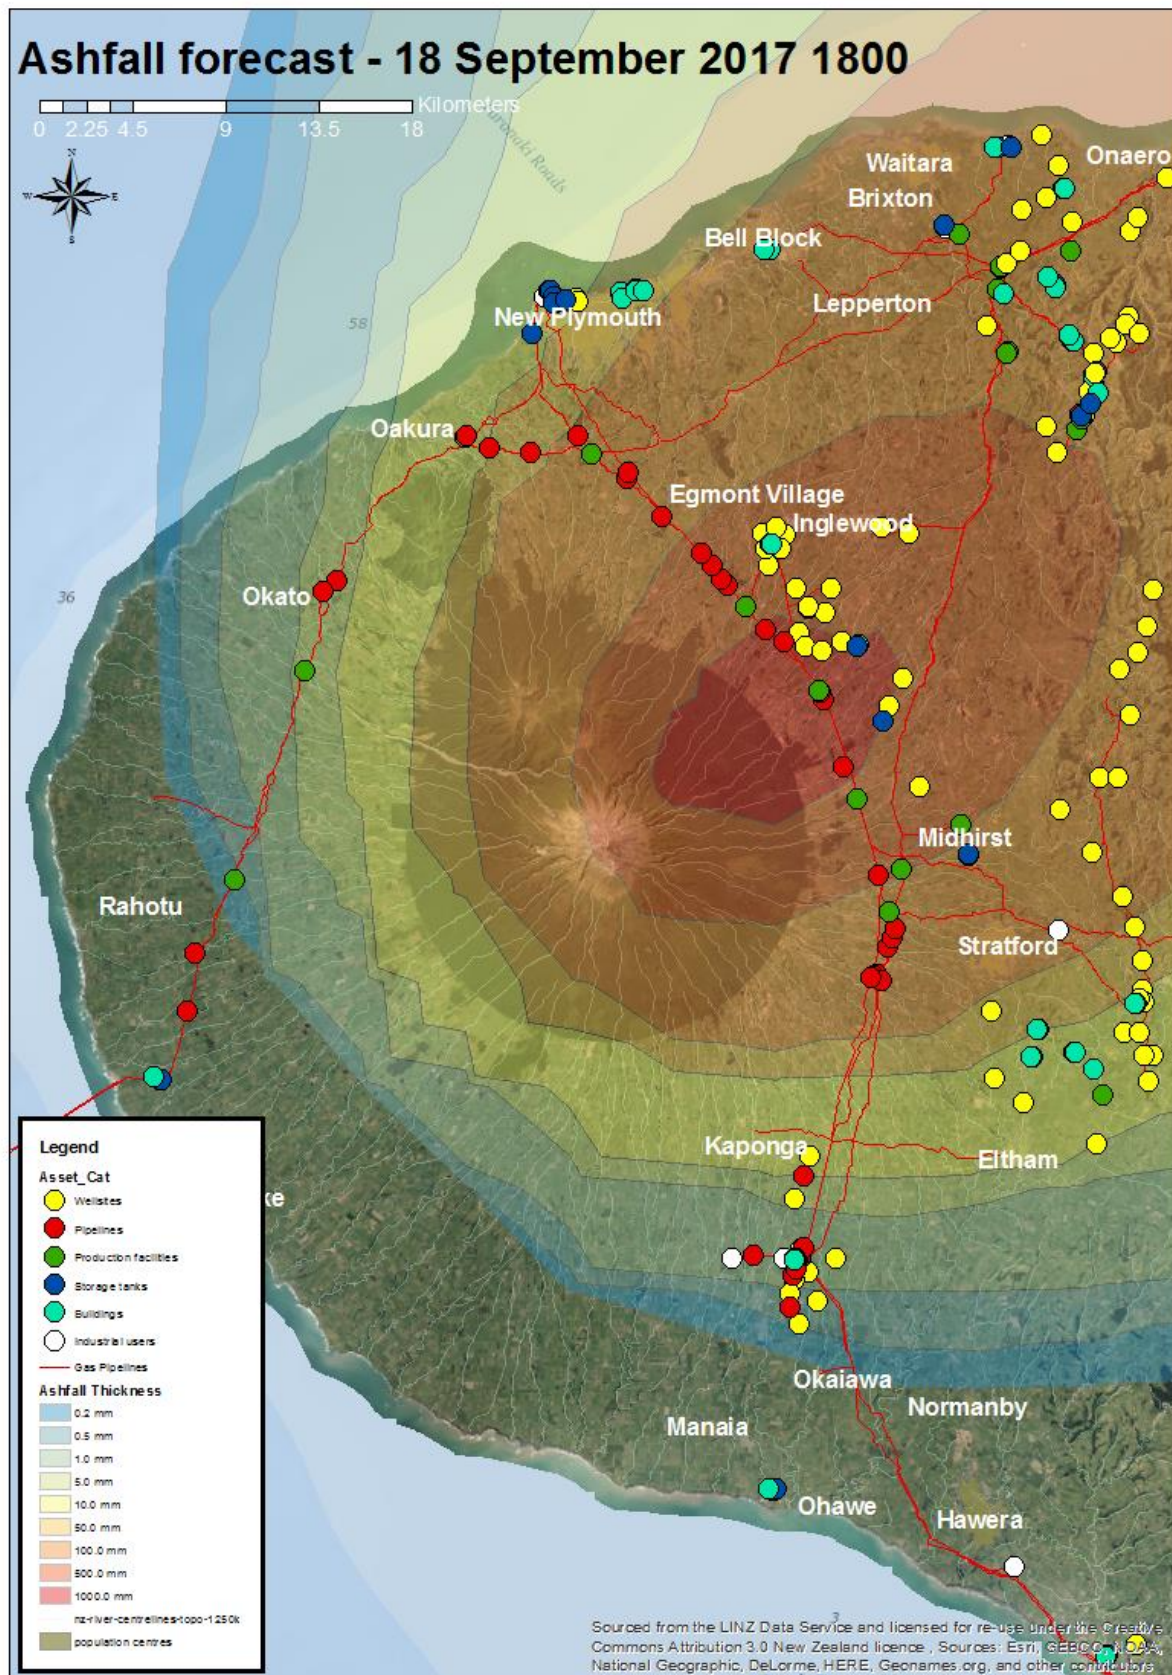 Ashfall forecast - 18 September 2017 1800
Kilometers
0 2.25 4.5 9 13.5 18
N
W E
S
Taranaki Roads
Waitara
Onaero
Brixton
Bell Block
Lepperton
New Plymouth
58
Oakura
Egmont Village
Inglewood
Okato
36
Midhirst
Rahotu
Stratford
Kaponga
Eltham
ke
Okaiawa
Normanby
Manaia
Ohawe
Hawera
3
Legend
Asset_Cat
Wellsites
Pipelines
Production facilities
Storage tanks
Buildings
Industrial users
Gas Pipelines
Ashfall Thickness
0.2 mm
0.5 mm
1.0 mm
5.0 mm
10.0 mm
50.0 mm
100.0 mm
500.0 mm
1000.0 mm
nz-river-centrelines-topo-1250k
population centres
Sourced from the LINZ Data Service and licensed for re-use under the Creative
Commons Attribution 3.0 New Zealand licence , Sources: Esri, GEBCO, NOAA,
National Geographic, DeLorme, HERE, Geonames.org, and other contributors